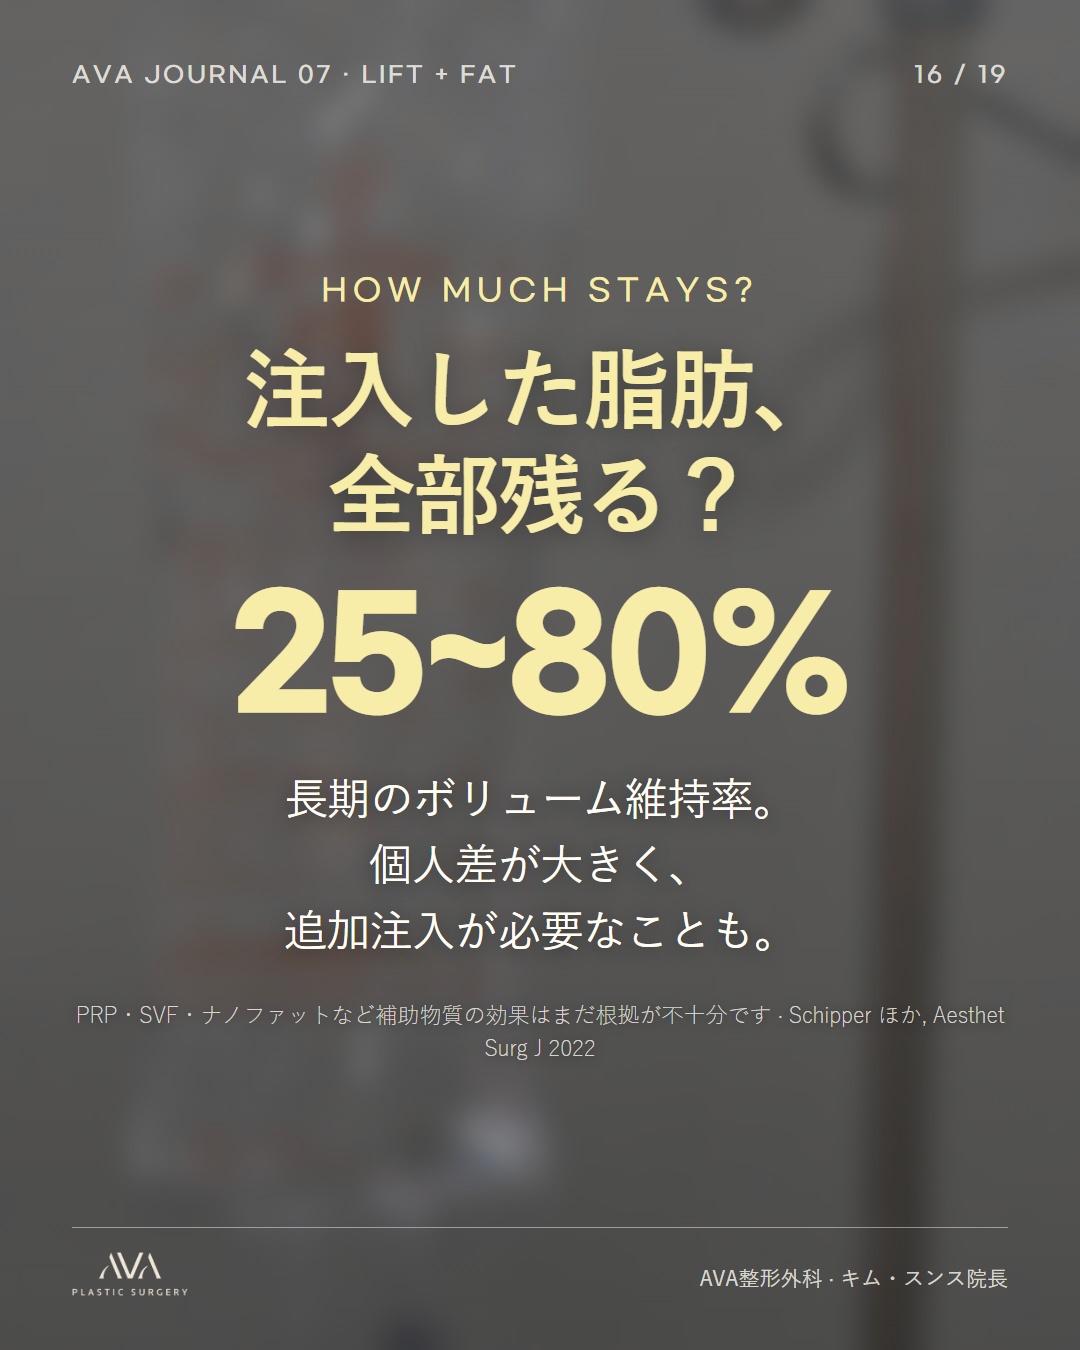 AVA JOURNAL 07 · LIFT + FAT
16 / 19
HOW MUCH STAYS?
注入した脂肪、
全部残る？
25~80%
長期のボリューム維持率。
個人差が大きく、
追加注入が必要なことも。
PRP・SVF・ナノファットなど補助物質の効果はまだ根拠が不十分です · Schipper ほか, Aesthet
Surg J 2022
AVA
PLASTIC SURGERY
AVA整形外科 · キム・スンス院長